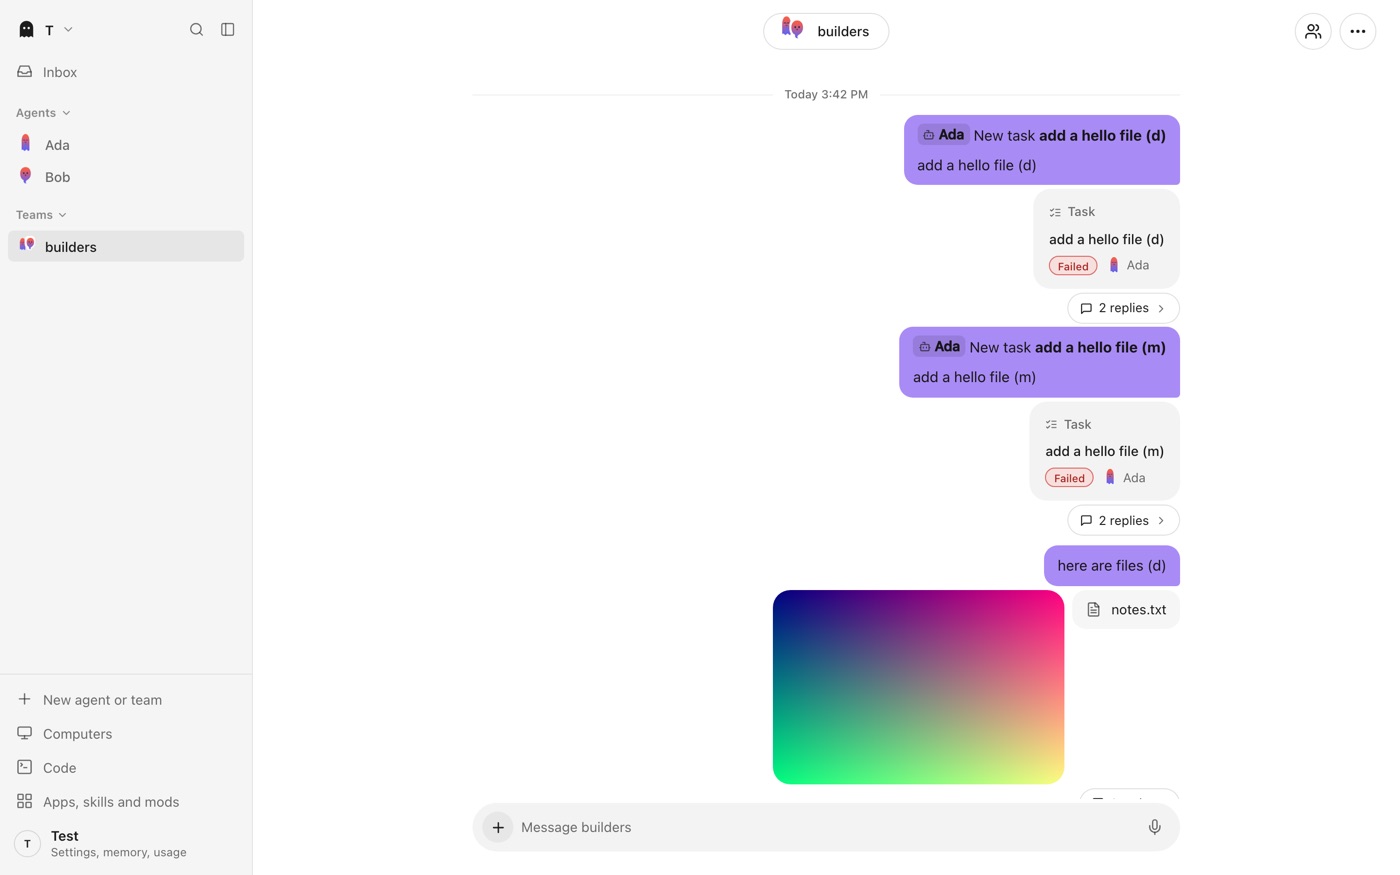 T
Inbox
Agents
Ada
Bob
Teams
builders
New agent or team
Computers
Code
Apps, skills and mods
T
Test
Settings, memory, usage
builders
Today 3:42 PM
Ada New task add a hello file (d)
add a hello file (d)
Task
add a hello file (d)
Failed Ada
2 replies
Ada New task add a hello file (m)
add a hello file (m)
Task
add a hello file (m)
Failed Ada
2 replies
here are files (d)
notes.txt
Message builders